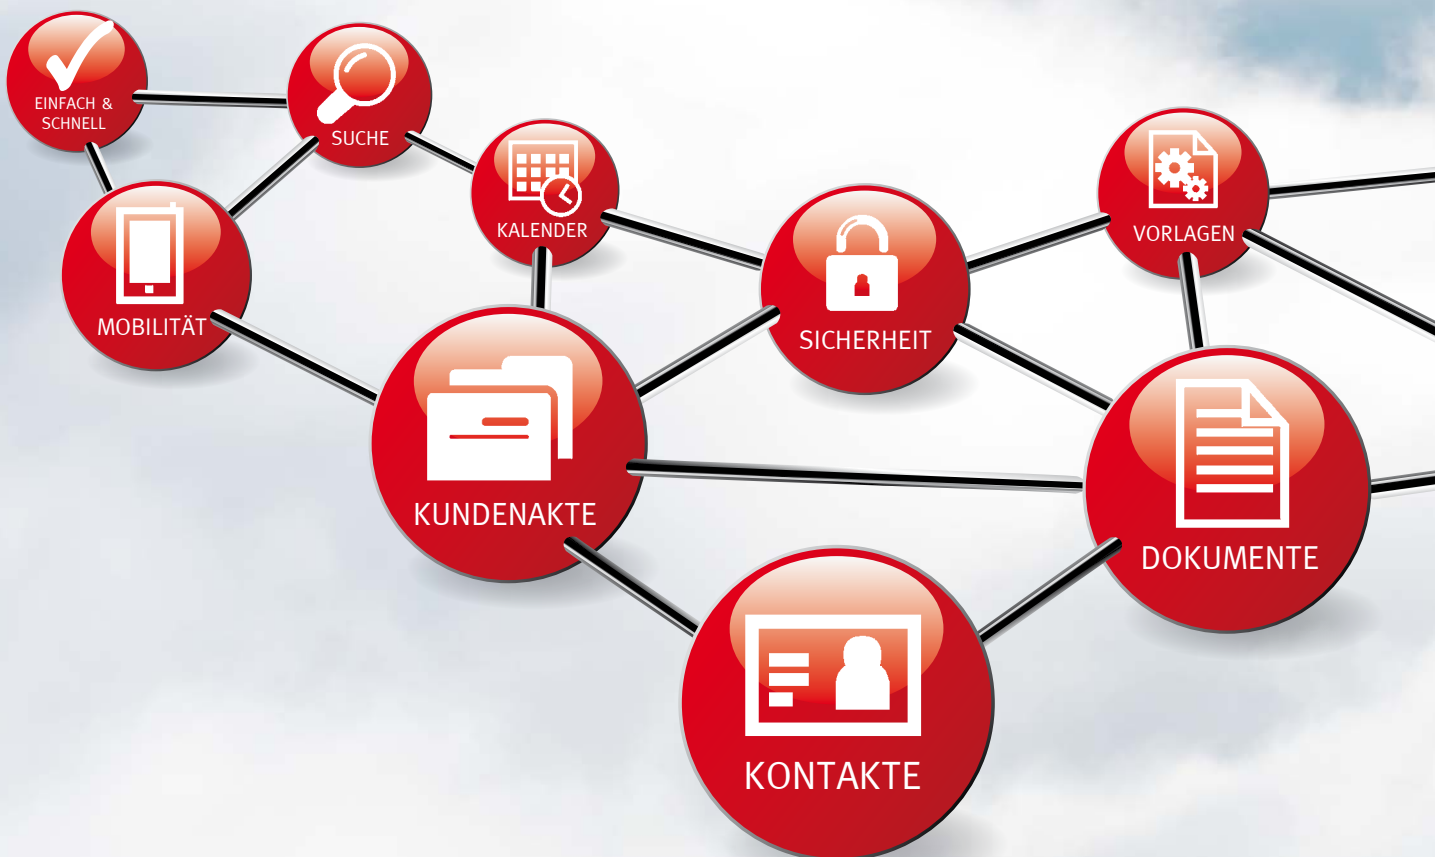 EINFACH &
SCHNELL
SUCHE
KALENDER
VORLAGEN
MOBILITÄT
SICHERHEIT
KUNDENAKTE
DOKUMENTE
KONTAKTE